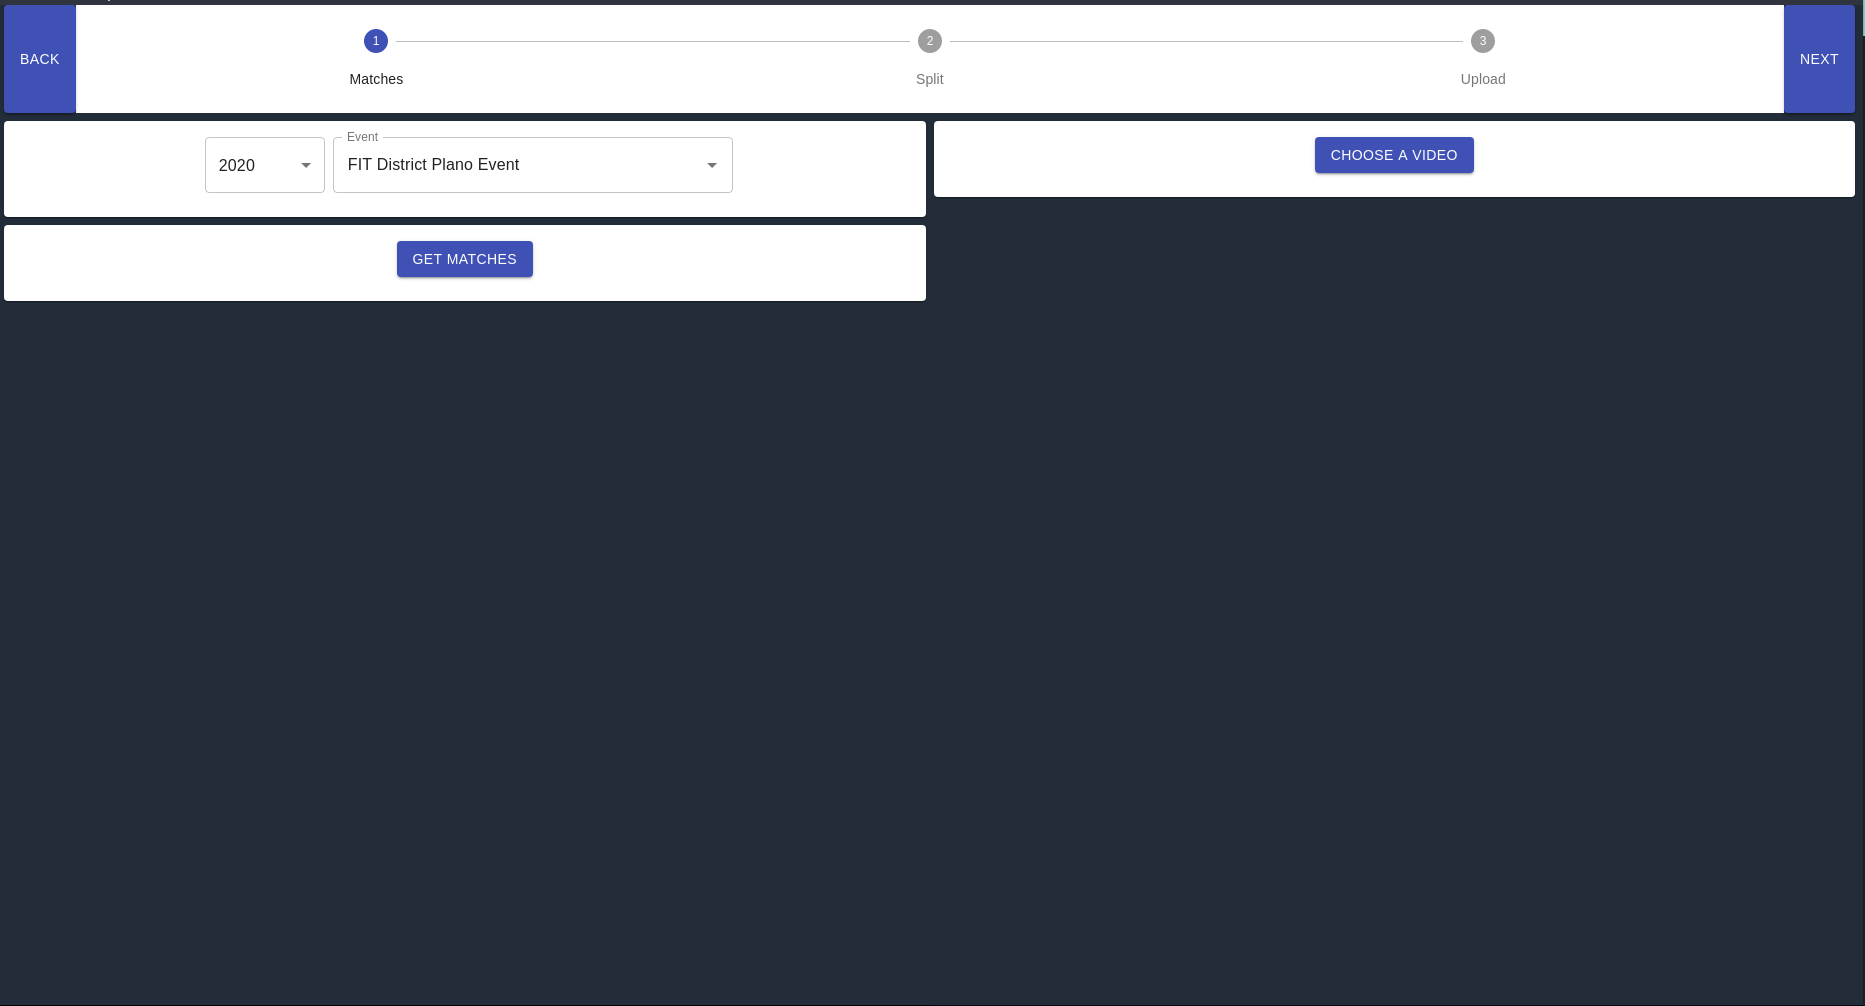 BACK
1
2
3
NEXT
Matches
Split
Upload
Event
2020
FIT District Plano Event
CHOOSE A VIDEO
GET MATCHES